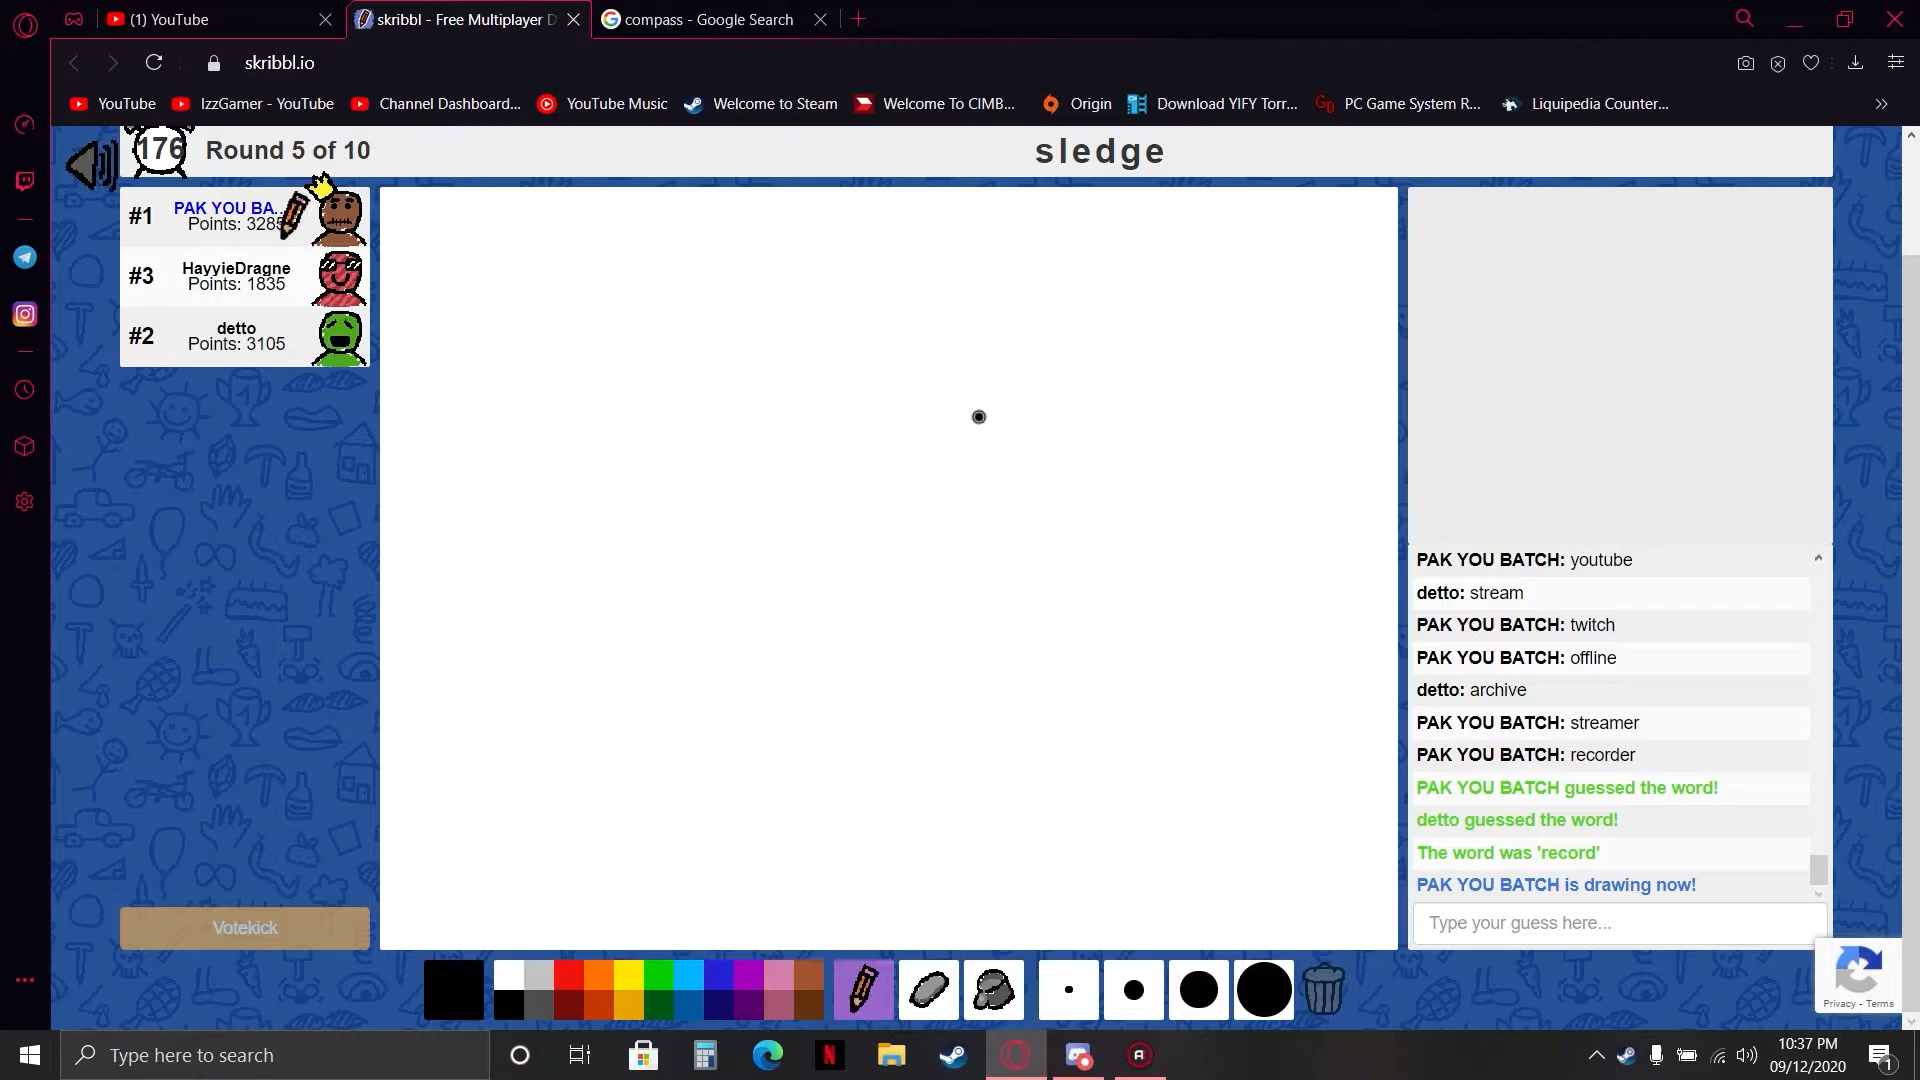 (1) YouTube
skribbl - Free Multiplayer D
compass - Google Search
skribbl.io
YouTube
IzzGamer - YouTube
Channel Dashboard...
YouTube Music
Welcome to Steam
Welcome To CIMB...
Origin
Download YIFY Torr...
PC Game System R...
Liquipedia Counter...
176
Round 5 of 10
sledge
#1
PAK YOU BA...
Points: 3285
#3
HayyieDragne
Points: 1835
#2
detto
Points: 3105
PAK YOU BATCH: youtube
detto: stream
PAK YOU BATCH: twitch
PAK YOU BATCH: offline
detto: archive
PAK YOU BATCH: streamer
PAK YOU BATCH: recorder
PAK YOU BATCH guessed the word!
detto guessed the word!
The word was 'record'
PAK YOU BATCH is drawing now!
Type your guess here...
Votekick
Privacy - Terms
Type here to search
10:37 PM
09/12/2020
1